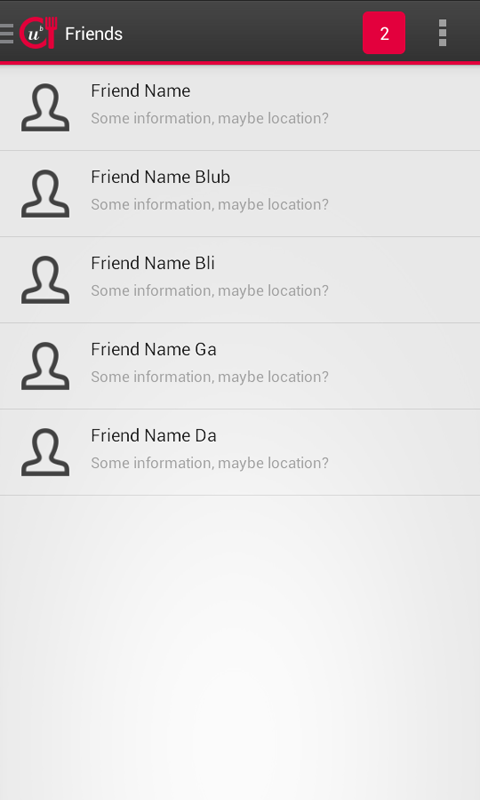 ub Friends 2
Friend Name
Some information, maybe location?
Friend Name Blub
Some information, maybe location?
Friend Name Bli
Some information, maybe location?
Friend Name Ga
Some information, maybe location?
Friend Name Da
Some information, maybe location?